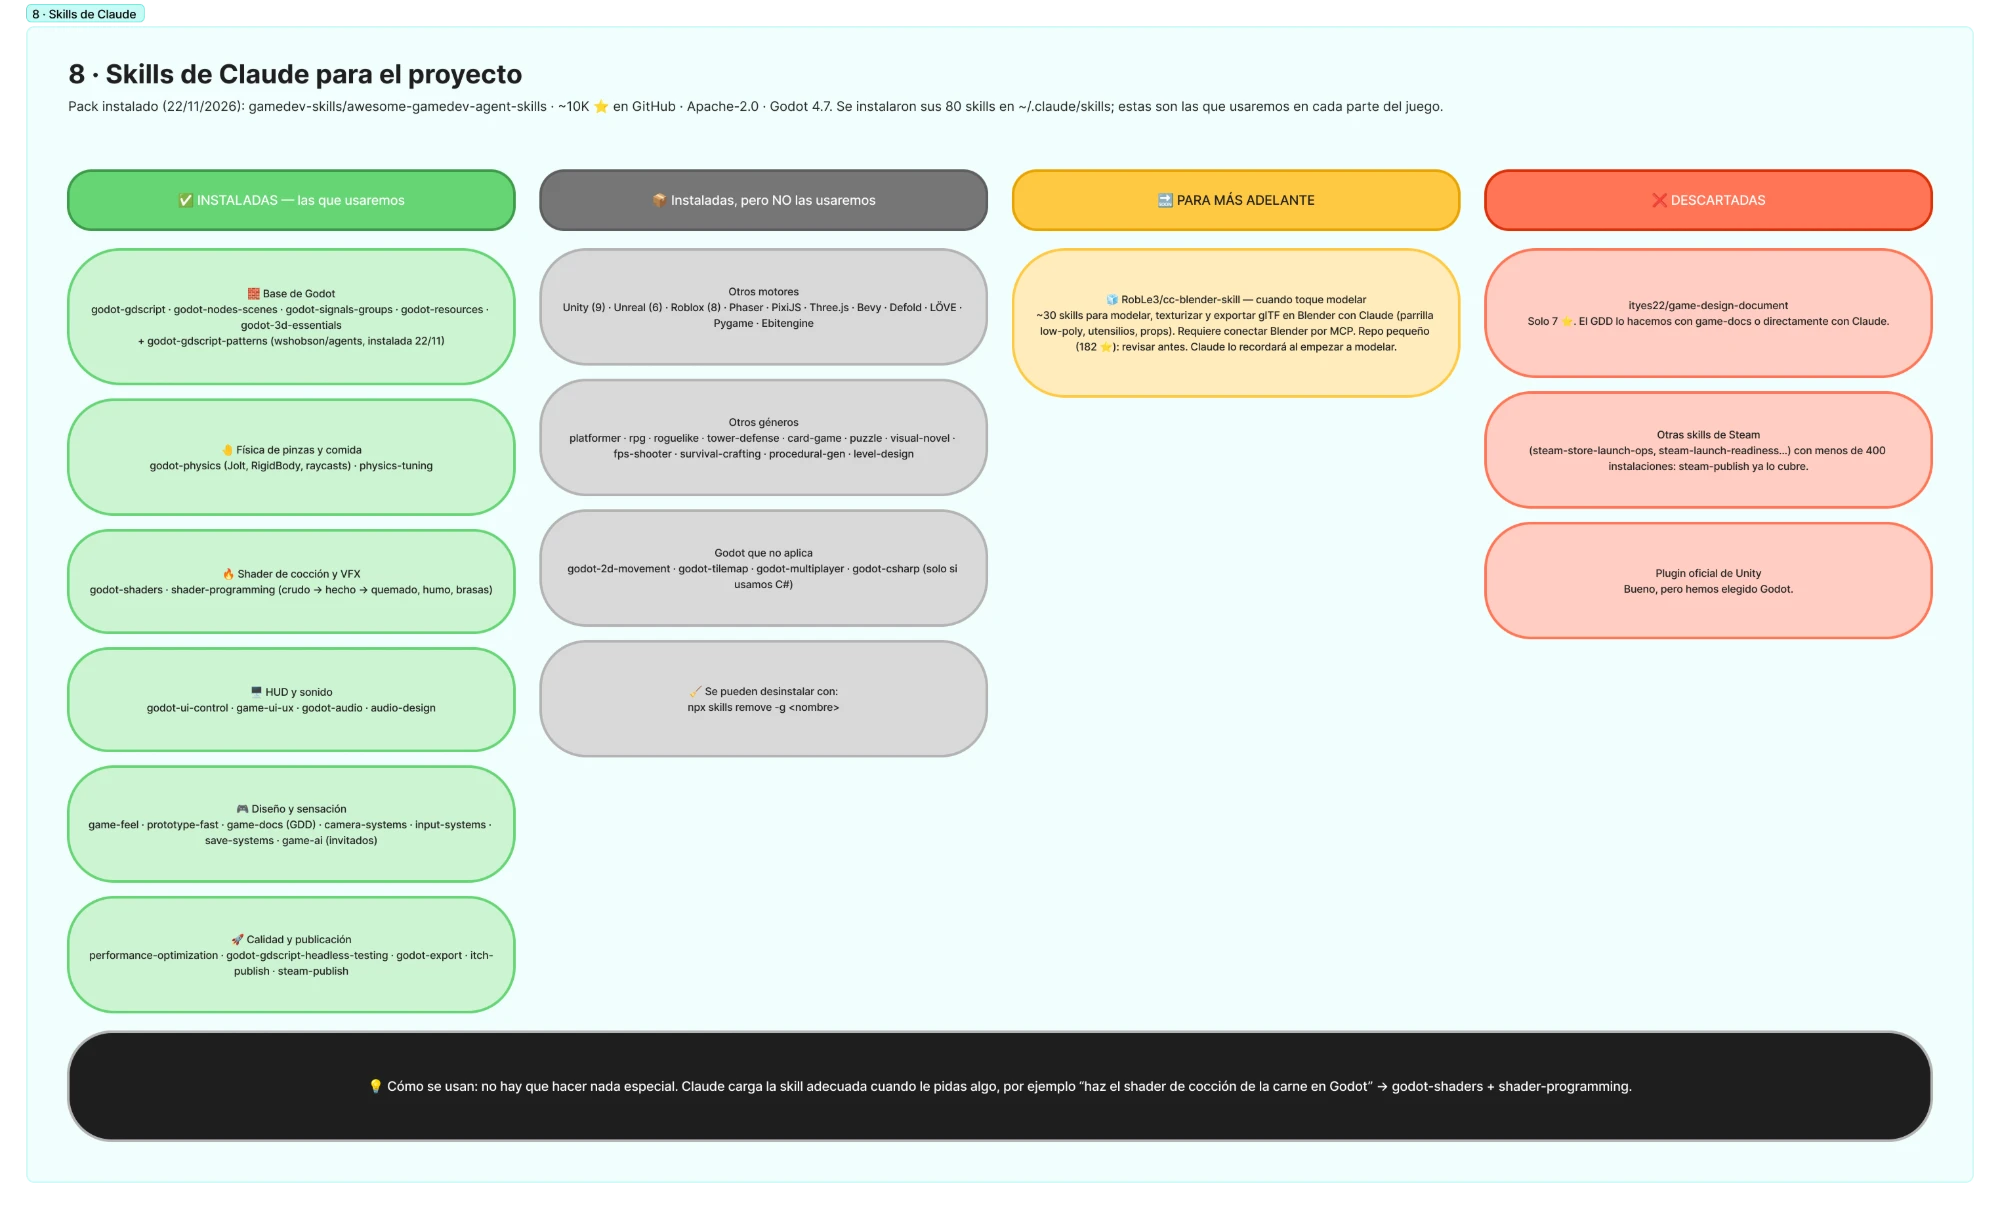 8 · Skills de Claude
8 · Skills de Claude para el proyecto
Pack instalado (22/11/2026): gamedev-skills/awesome-gamedev-agent-skills · ~10K ⭐ en GitHub · Apache-2.0 · Godot 4.7. Se instalaron sus 80 skills en ~/.claude/skills; estas son las que usaremos en cada parte del juego.
✅ INSTALADAS — las que usaremos
🧱 Base de Godot
godot-gdscript · godot-nodes-scenes · godot-signals-groups · godot-resources ·
godot-3d-essentials
+ godot-gdscript-patterns (wshobson/agents, instalada 22/11)
🤚 Física de pinzas y comida
godot-physics (Jolt, RigidBody, raycasts) · physics-tuning
🔥 Shader de cocción y VFX
godot-shaders · shader-programming (crudo → hecho → quemado, humo, brasas)
🖥️ HUD y sonido
godot-ui-control · game-ui-ux · godot-audio · audio-design
🎮 Diseño y sensación
game-feel · prototype-fast · game-docs (GDD) · camera-systems · input-systems ·
save-systems · game-ai (invitados)
🚀 Calidad y publicación
performance-optimization · godot-gdscript-headless-testing · godot-export · itch-
publish · steam-publish
📦 Instaladas, pero NO las usaremos
Otros motores
Unity (9) · Unreal (6) · Roblox (8) · Phaser · PixiJS · Three.js · Bevy · Defold · LÖVE ·
Pygame · Ebitengine
Otros géneros
platformer · rpg · roguelike · tower-defense · card-game · puzzle · visual-novel ·
fps-shooter · survival-crafting · procedural-gen · level-design
Godot que no aplica
godot-2d-movement · godot-tilemap · godot-multiplayer · godot-csharp (solo si
usamos C#)
🧹 Se pueden desinstalar con:
npx skills remove -g <nombre>
🔜 PARA MÁS ADELANTE
🧊 RobLe3/cc-blender-skill — cuando toque modelar
~30 skills para modelar, texturizar y exportar glTF en Blender con Claude (parrilla
low-poly, utensilios, props). Requiere conectar Blender por MCP. Repo pequeño
(182 ⭐): revisar antes. Claude lo recordará al empezar a modelar.
❌ DESCARTADAS
ityes22/game-design-document
Solo 7 ⭐. El GDD lo hacemos con game-docs o directamente con Claude.
Otras skills de Steam
(steam-store-launch-ops, steam-launch-readiness…) con menos de 400
instalaciones: steam-publish ya lo cubre.
Plugin oficial de Unity
Bueno, pero hemos elegido Godot.
💡 Cómo se usan: no hay que hacer nada especial. Claude carga la skill adecuada cuando le pidas algo, por ejemplo “haz el shader de cocción de la carne en Godot” → godot-shaders + shader-programming.